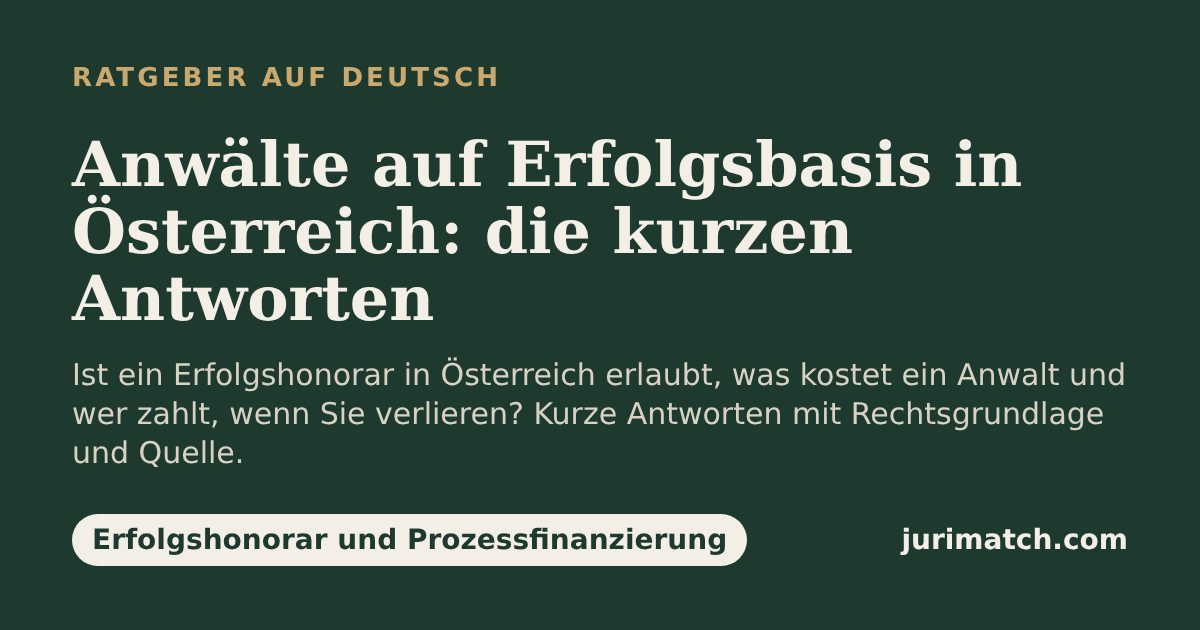 RATGEBER AUF DEUTSCH
Anwälte auf Erfolgsbasis in
Österreich: die kurzen
Antworten
Ist ein Erfolgshonorar in Österreich erlaubt, was kostet ein Anwalt und
wer zahlt, wenn Sie verlieren? Kurze Antworten mit Rechtsgrundlage
und Quelle.
Erfolgshonorar und Prozessfinanzierung
jurimatch.com